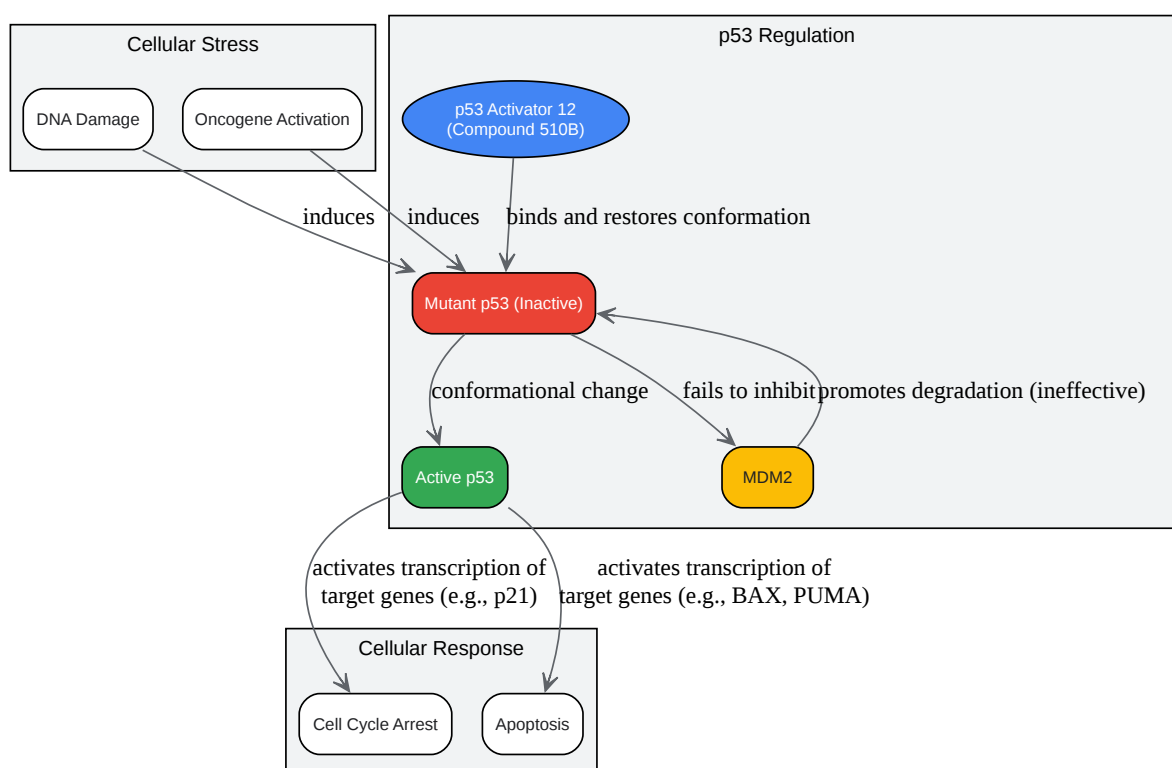 Cellular Stress
p53 Regulation
DNA Damage
Oncogene Activation
p53 Activator 12
(Compound 510B)
induces
induces
binds and restores conformation
Mutant p53 (Inactive)
conformational change
fails to inhibit
promotes degradation (ineffective)
Active p53
MDM2
activates transcription of
target genes (e.g., p21)
activates transcription of
target genes (e.g., BAX, PUMA)
Cellular Response
Cell Cycle Arrest
Apoptosis